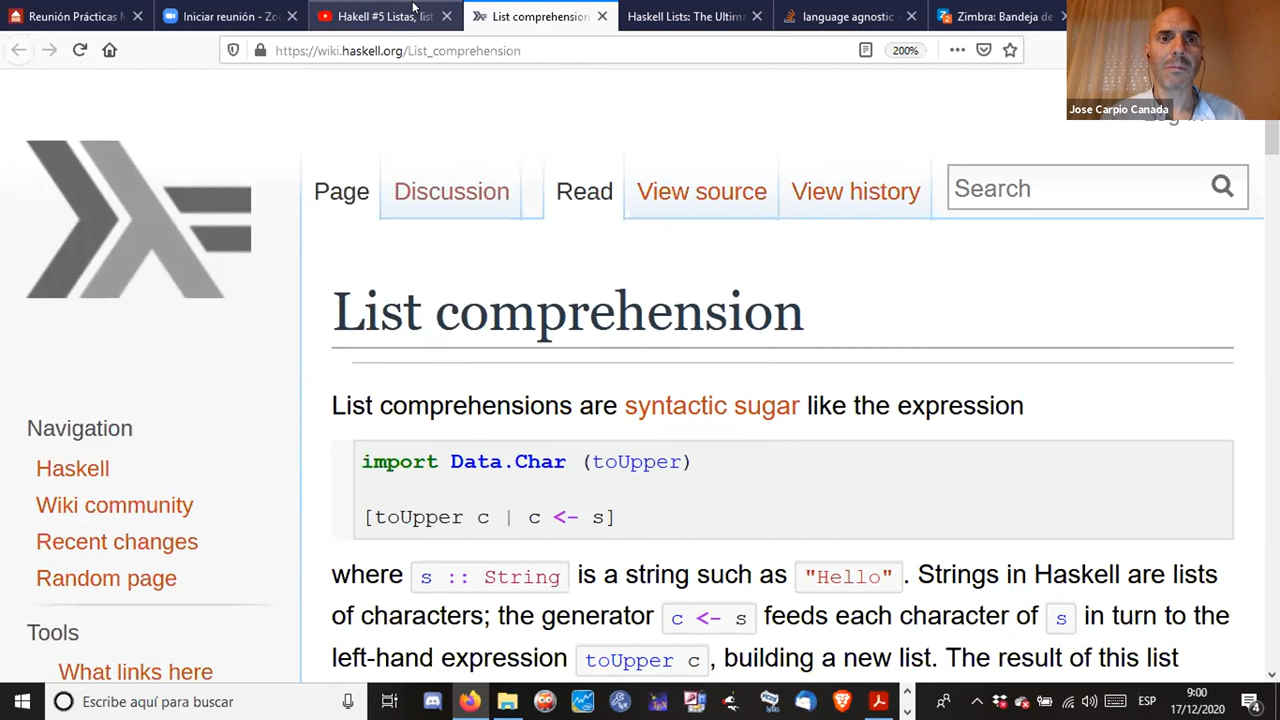 Reunión Prácticas M
Iniciar reunión - Zo
Hakell #5 Listas, list
List comprehension
Haskell Lists: The Ultima
language agnostic -
Zimbra: Bandeja de
https://wiki.haskell.org/List_comprehension
200%
Jose Carpio Canada
Page
Discussion
Read
View source
View history
Search
List comprehension
List comprehensions are syntactic sugar like the expression
import Data.Char (toUpper)
[toUpper c | c <- s]
where s :: String is a string such as "Hello". Strings in Haskell are lists
of characters; the generator c <- s feeds each character of s in turn to the
left-hand expression toUpper c, building a new list. The result of this list
Navigation
Haskell
Wiki community
Recent changes
Random page
Tools
What links here
Escribe aquí para buscar
ESP
9:00
17/12/2020
4